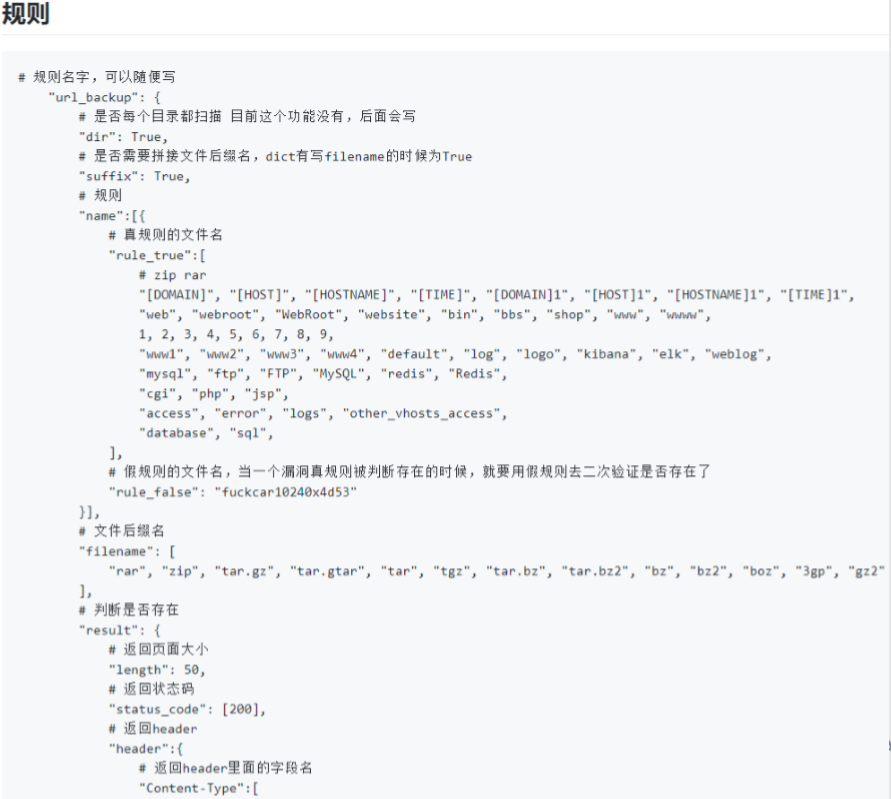 规则
# 规则名字，可以随便写
"url_backup": {
# 是否每个目录都扫描 目前这个功能没有，后面会写
"dir": True,
# 是否需要拼接文件后缀名，dict有写filename的时候为True
"suffix": True,
# 规则
"name":[{
# 真规则的文件名
"rule_true":[
# zip rar
"[DOMAIN]", "[HOST]", "[HOSTNAME]", "[TIME]", "[DOMAIN]1", "[HOST]1", "[HOSTNAME]1", "[TIME]1",
"web", "webroot", "WebRoot", "website", "bin", "bbs", "shop", "www", "wwww",
1, 2, 3, 4, 5, 6, 7, 8, 9,
"www1", "www2", "www3", "www4", "default", "log", "logo", "kibana", "elk", "weblog",
"mysql", "ftp", "FTP", "MySQL", "redis", "Redis",
"cgi", "php", "jsp",
"access", "error", "logs", "other_vhosts_access",
"database", "sql",
],
# 假规则的文件名，当一个漏洞真规则被判断存在的时候，就要用假规则去二次验证是否存在了
"rule_false": "fuckcar10240x4d53"
}],
# 文件后缀名
"filename": [
"rar", "zip", "tar.gz", "tar.gtar", "tar", "tgz", "tar.bz", "tar.bz2", "bz", "bz2", "boz", "3gp", "gz2"
],
# 判断是否存在
"result": {
# 返回页面大小
"length": 50,
# 返回状态码
"status_code": [200],
# 返回header
"header":{
# 返回header里面的字段名
"Content-Type":[